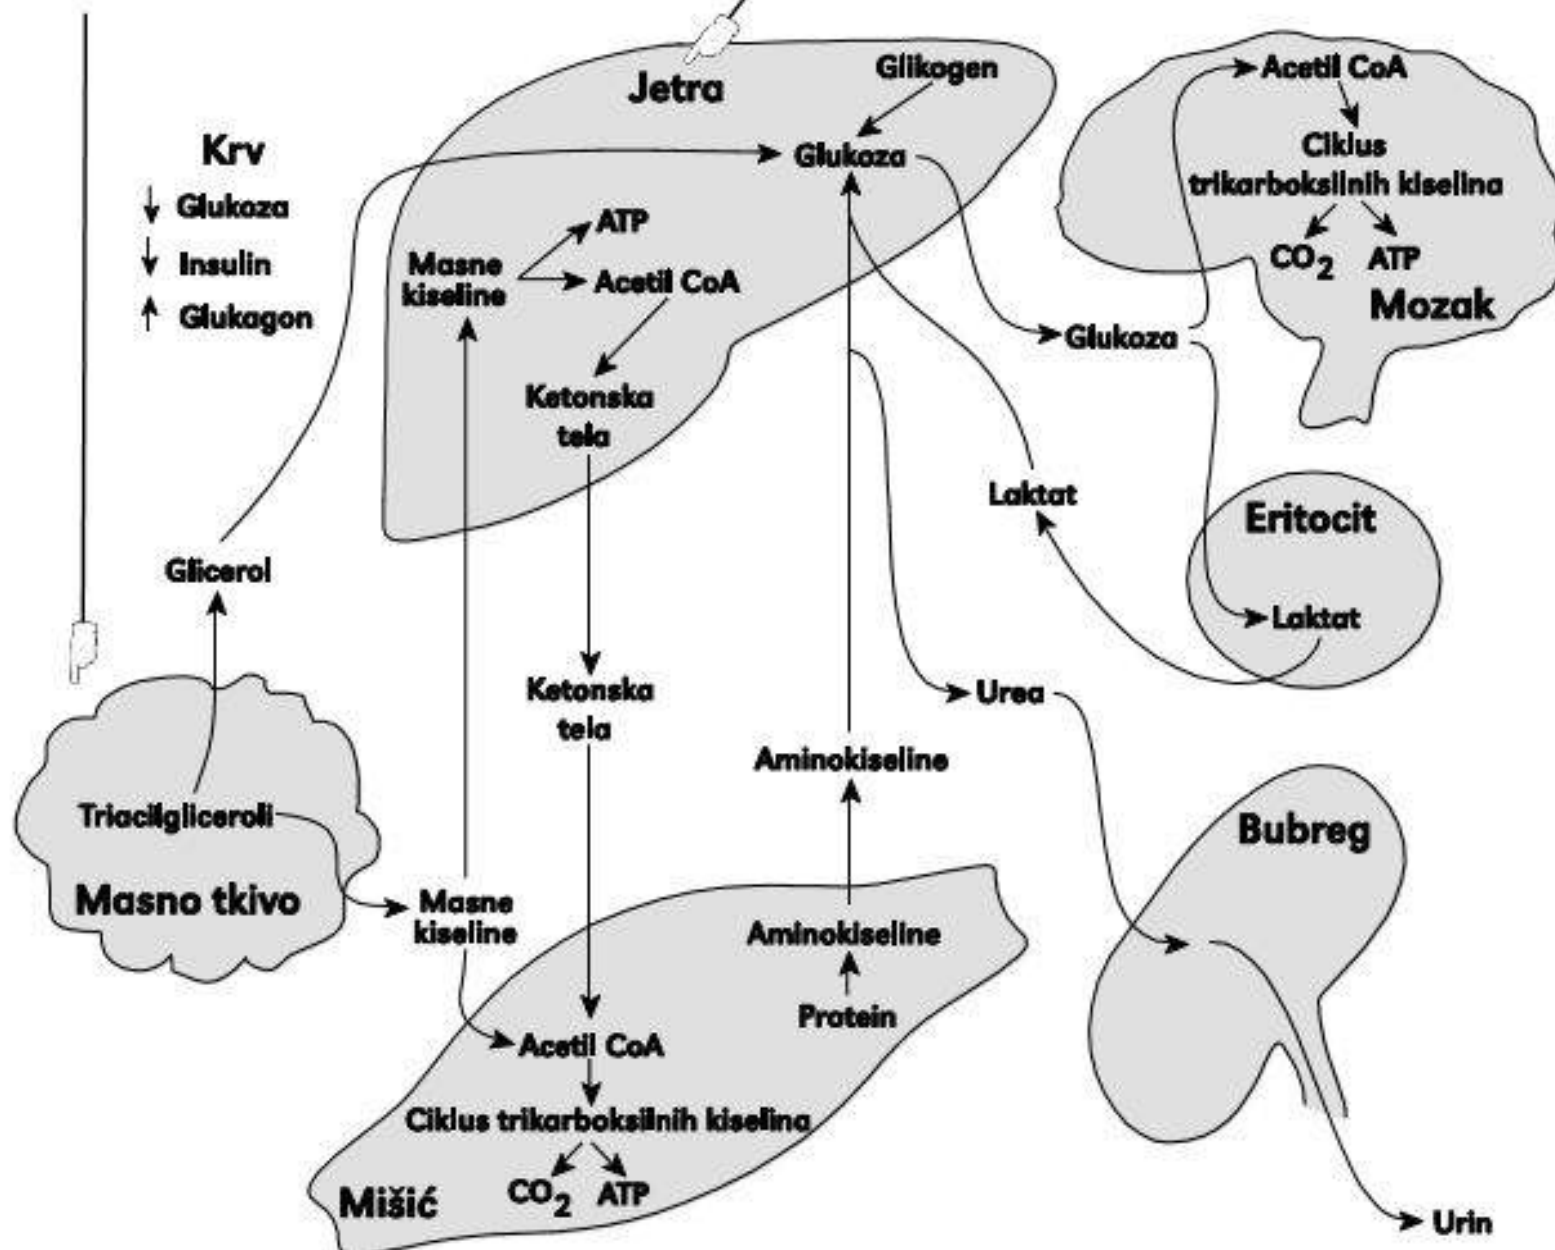 Jetra
Glikogen
Glukoza
Krv
↓ Glukoza
↓ Insulin
↑ Glukagon
Masne
kiseline
ATP
Acetil CoA
Ketonska
tela
Acetil CoA
Ciklus
trikarboksilnih kiselina
CO2 ATP
Mozak
Glukoza
Laktat
Eritocit
Laktat
Glicerol
Triacilgliceroli
Masno tkivo
Masne
kiseline
Ketonska
tela
Urea
Aminokiseline
Aminokiseline
Protein
Acetil CoA
Ciklus trikarboksilnih kiselina
CO2 ATP
Mišić
Bubreg
Urin